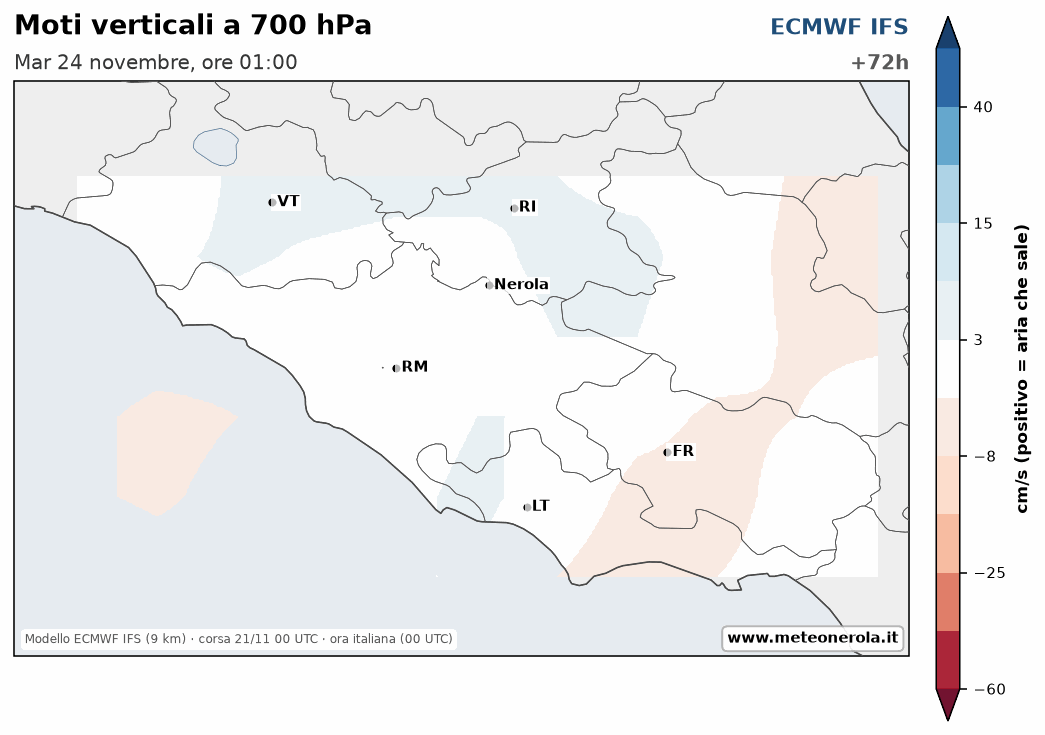 Moti verticali a 700 hPa
ECMWF IFS
Mar 24 novembre, ore 01:00
+72h
40
15
3
−8
−25
−60
cm/s (positivo = aria che sale)
VT
RI
Nerola
RM
FR
LT
Modello ECMWF IFS (9 km) · corsa 21/11 00 UTC · ora italiana (00 UTC)
www.meteonerola.it